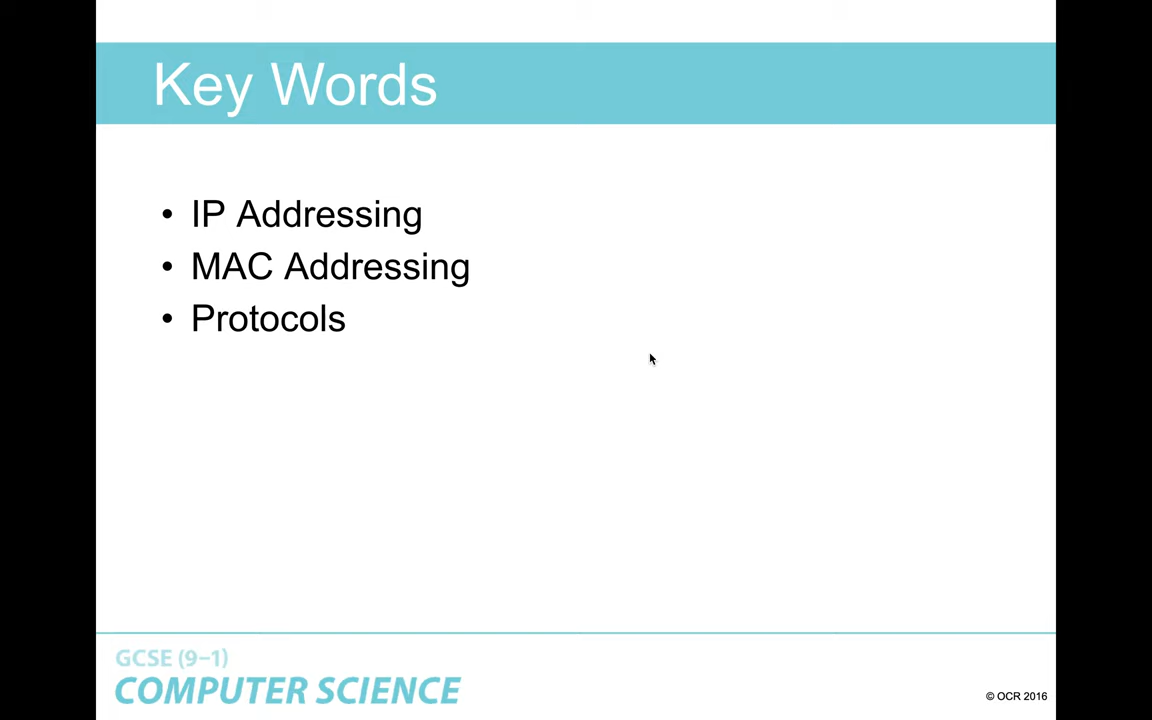 Key Words
• IP Addressing
• MAC Addressing
• Protocols
GCSE (9–1)
COMPUTER SCIENCE
© OCR 2016